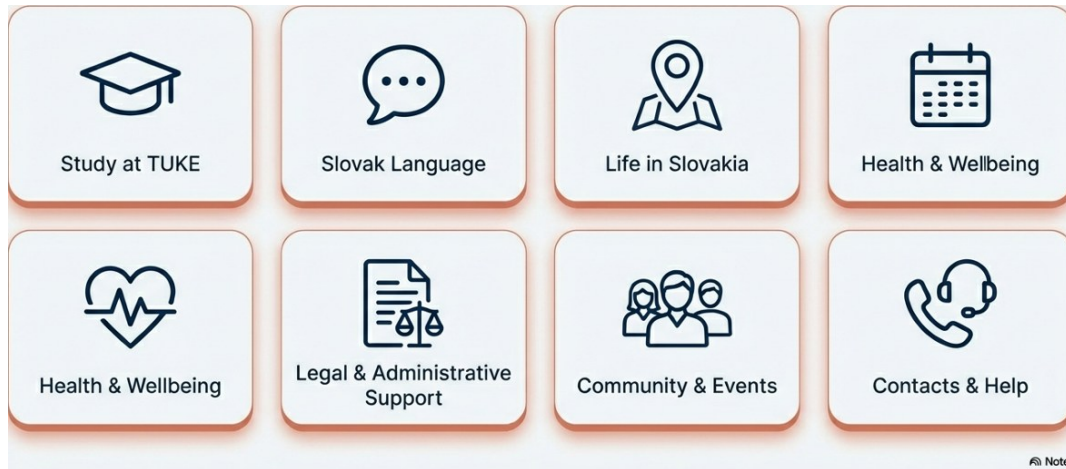 Study at TUKE
Slovak Language
Life in Slovakia
Health & Wellbeing
Health & Wellbeing
Legal & Administrative
Support
Community & Events
Contacts & Help
Note